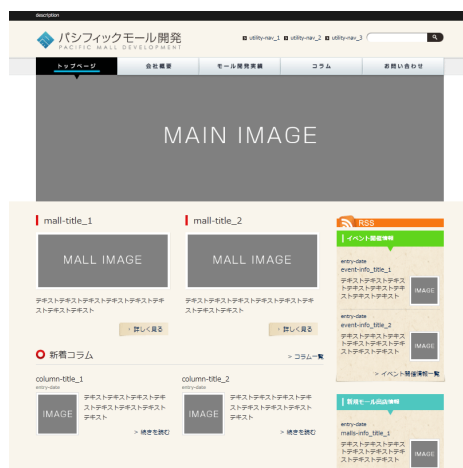 description
パシフィックモール開発
PACIFIC MALL DEVELOPMENT
utility-nav_1 utility-nav_2 utility-nav_3
トップページ 会社概要 モール開発実績 コラム お問い合わせ
MAIN IMAGE
mall-title_1
MALL IMAGE
テキストテキストテキストテキストテキストテキ
ストテキストテキスト
詳しく見る
mall-title_2
MALL IMAGE
テキストテキストテキストテキストテキストテキ
ストテキストテキスト
詳しく見る
新着コラム
> コラム一覧
column-title_1
entry-date
IMAGE
テキストテキストテキスト
テキストテキストテキスト
テキスト
> 続きを読む
column-title_2
entry-date
IMAGE
テキストテキストテキスト
テキストテキストテキスト
テキスト
> 続きを読む
RSS
イベント開催情報
entry-date
event-info_title_1
テキストテキストテキス
トテキストテキストテキ
ストテキストテキスト
IMAGE
entry-date
event-info_title_2
テキストテキストテキス
トテキストテキストテキ
ストテキストテキスト
IMAGE
> イベント開催情報一覧
新規モール出店情報
entry-date
malls-info_title_1
テキストテキストテキス
トテキストテキストテキ
ストテキストテキスト
IMAGE